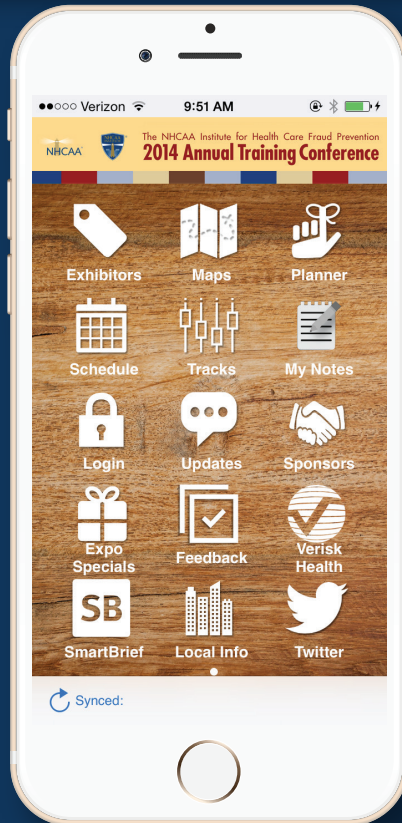 Verizon 9:51 AM
NHCAA
The NHCAA Institute for Health Care Fraud Prevention
2014 Annual Training Conference
Exhibitors Maps Planner
Schedule Tracks My Notes
Login Updates Sponsors
Expo Specials Feedback Verisk Health
SB
SmartBrief Local Info Twitter
Synced: